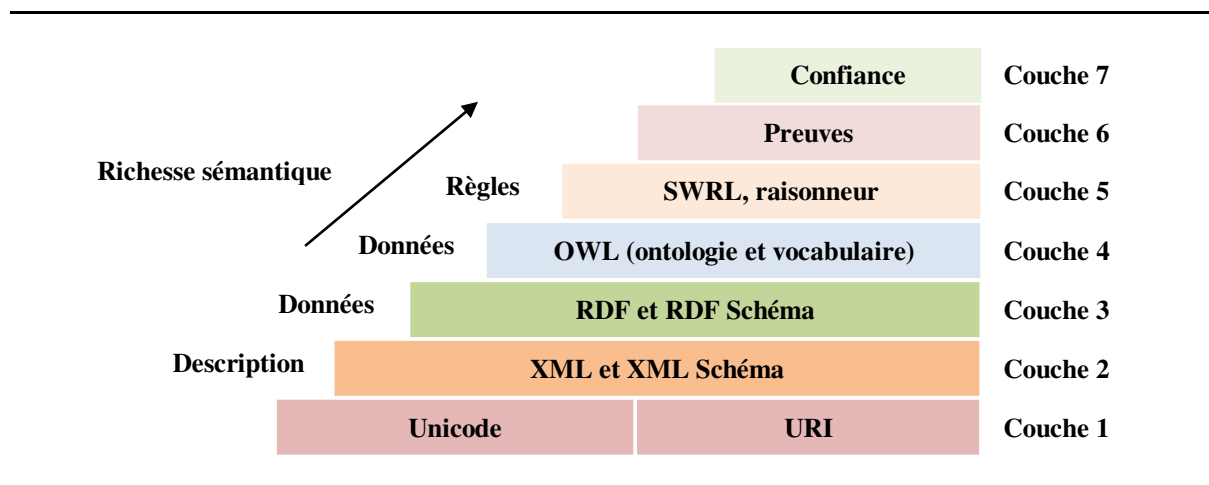 Confiance Couche 7
Preuves Couche 6
Richesse sémantique
Règles SWRL, raisonneur Couche 5
Données OWL (ontologie et vocabulaire) Couche 4
Données RDF et RDF Schéma Couche 3
Description XML et XML Schéma Couche 2
Unicode URI Couche 1